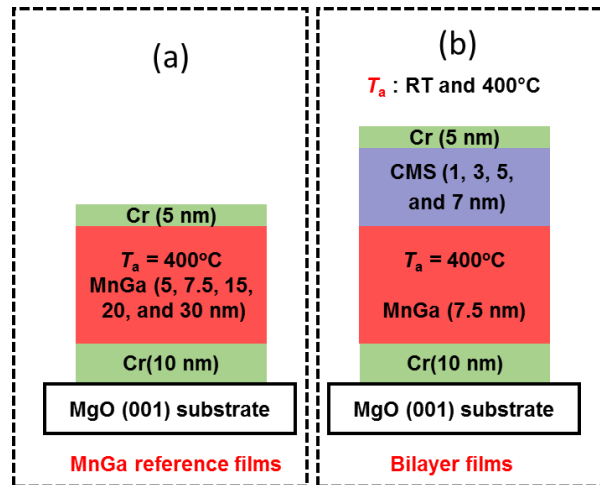 (a)
Cr (5 nm)
Tₐ = 400°C
MnGa (5, 7.5, 15,
20, and 30 nm)
Cr(10 nm)
MgO (001) substrate
MnGa reference films
(b)
Tₐ : RT and 400°C
Cr (5 nm)
CMS (1, 3, 5,
and 7 nm)
Tₐ = 400°C
MnGa (7.5 nm)
Cr(10 nm)
MgO (001) substrate
Bilayer films